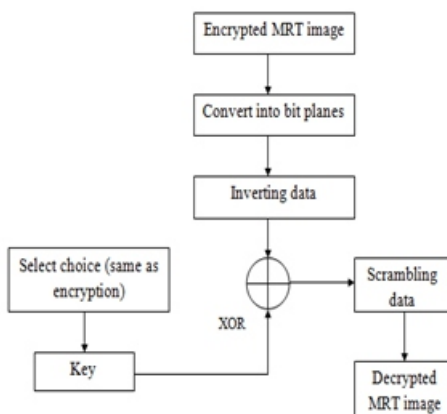 Encrypted MRT image
Convert into bit planes
Inverting data
Select choice (same as
encryption)
XOR
Scrambling
data
Key
Decrypted
MRT image